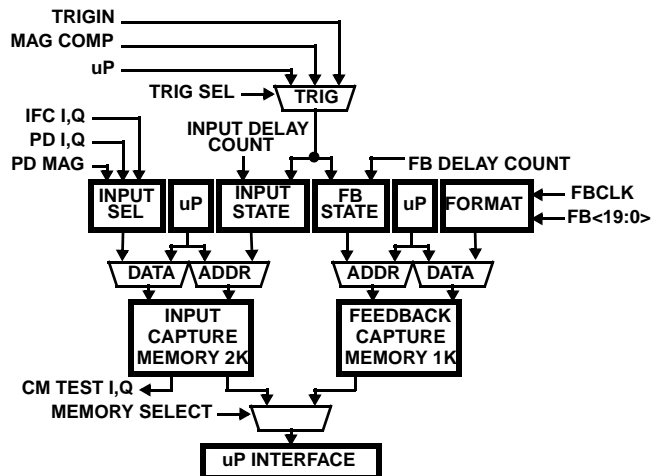 TRIGIN
MAG COMP
uP
TRIG SEL
TRIG
IFC I,Q
PD I,Q
PD MAG
INPUT DELAY
COUNT
FB DELAY COUNT
INPUT
SEL
uP
INPUT
STATE
FB
STATE
uP
FORMAT
FBCLK
FB<19:0>
DATA
ADDR
ADDR
DATA
INPUT
CAPTURE
MEMORY 2K
FEEDBACK
CAPTURE
MEMORY 1K
CM TEST I,Q
MEMORY SELECT
uP INTERFACE